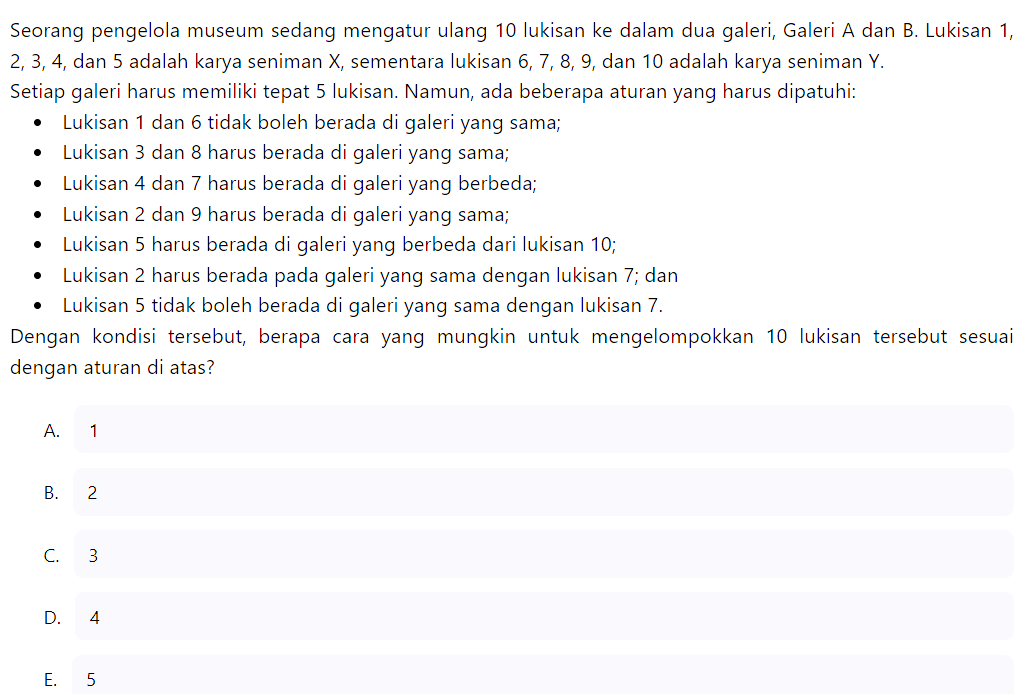 Seorang pengelola museum sedang mengatur ulang 10 lukisan ke dalam dua galeri, Galeri A dan B. Lukisan 1,
2, 3, 4, dan 5 adalah karya seniman X, sementara lukisan 6, 7, 8, 9, dan 10 adalah karya seniman Y.
Setiap galeri harus memiliki tepat 5 lukisan. Namun, ada beberapa aturan yang harus dipatuhi:
• Lukisan 1 dan 6 tidak boleh berada di galeri yang sama;
• Lukisan 3 dan 8 harus berada di galeri yang sama;
• Lukisan 4 dan 7 harus berada di galeri yang berbeda;
• Lukisan 2 dan 9 harus berada di galeri yang sama;
• Lukisan 5 harus berada di galeri yang berbeda dari lukisan 10;
• Lukisan 2 harus berada pada galeri yang sama dengan lukisan 7; dan
• Lukisan 5 tidak boleh berada di galeri yang sama dengan lukisan 7.
Dengan kondisi tersebut, berapa cara yang mungkin untuk mengelompokkan 10 lukisan tersebut sesuai
dengan aturan di atas?
A. 1
B. 2
C. 3
D. 4
E. 5